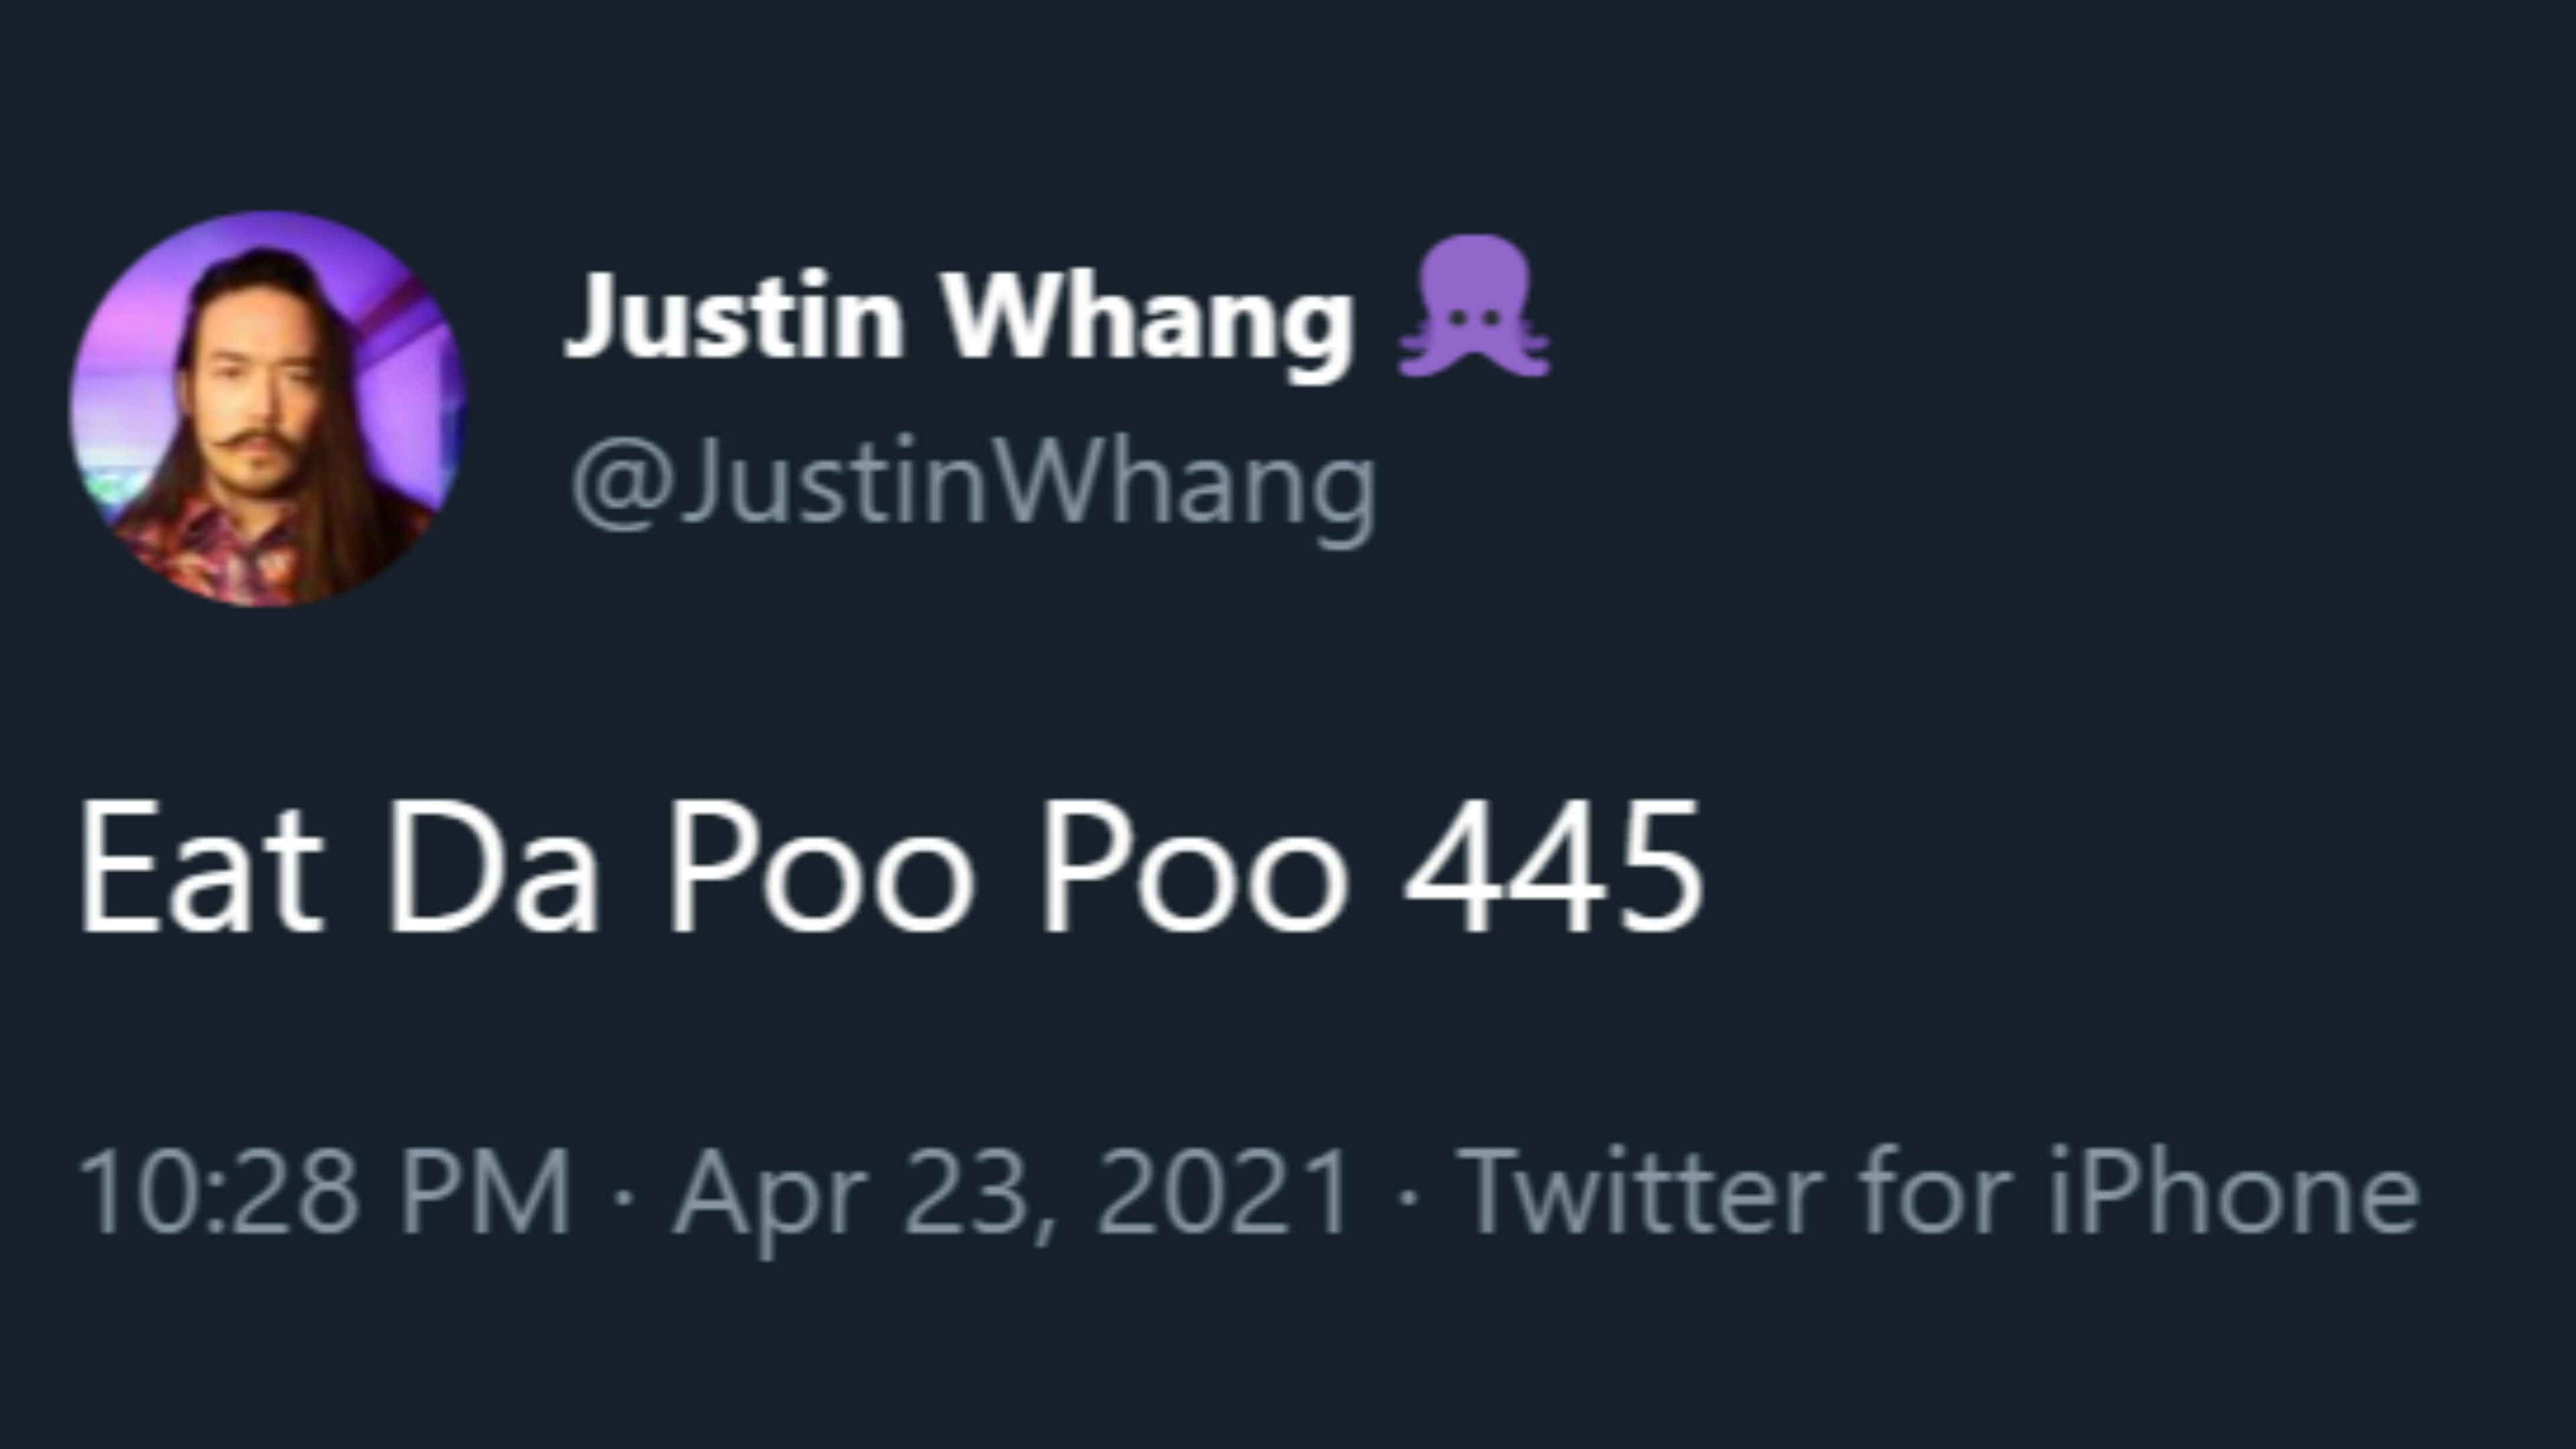 Justin Whang 🐙
@JustinWhang
Eat Da Poo Poo 445
10:28 PM · Apr 23, 2021 · Twitter for iPhone